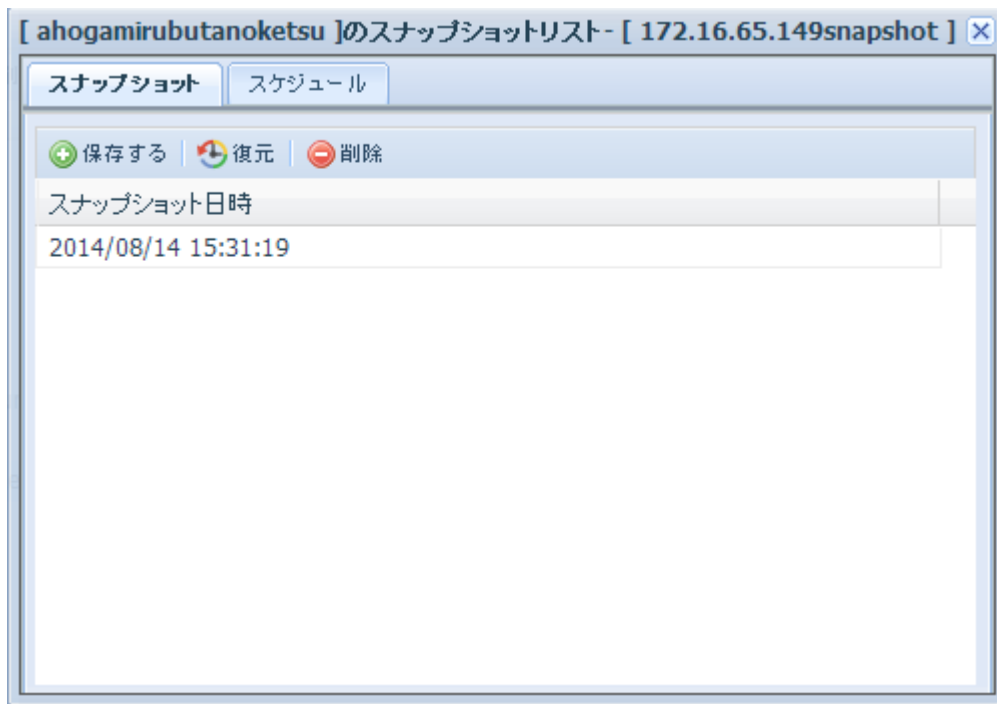 [ ahogamirubutanoketsu ]のスナップショットリスト- [ 172.16.65.149snapshot ]
スナップショット スケジュール
保存する 復元 削除
スナップショット日時
2014/08/14 15:31:19